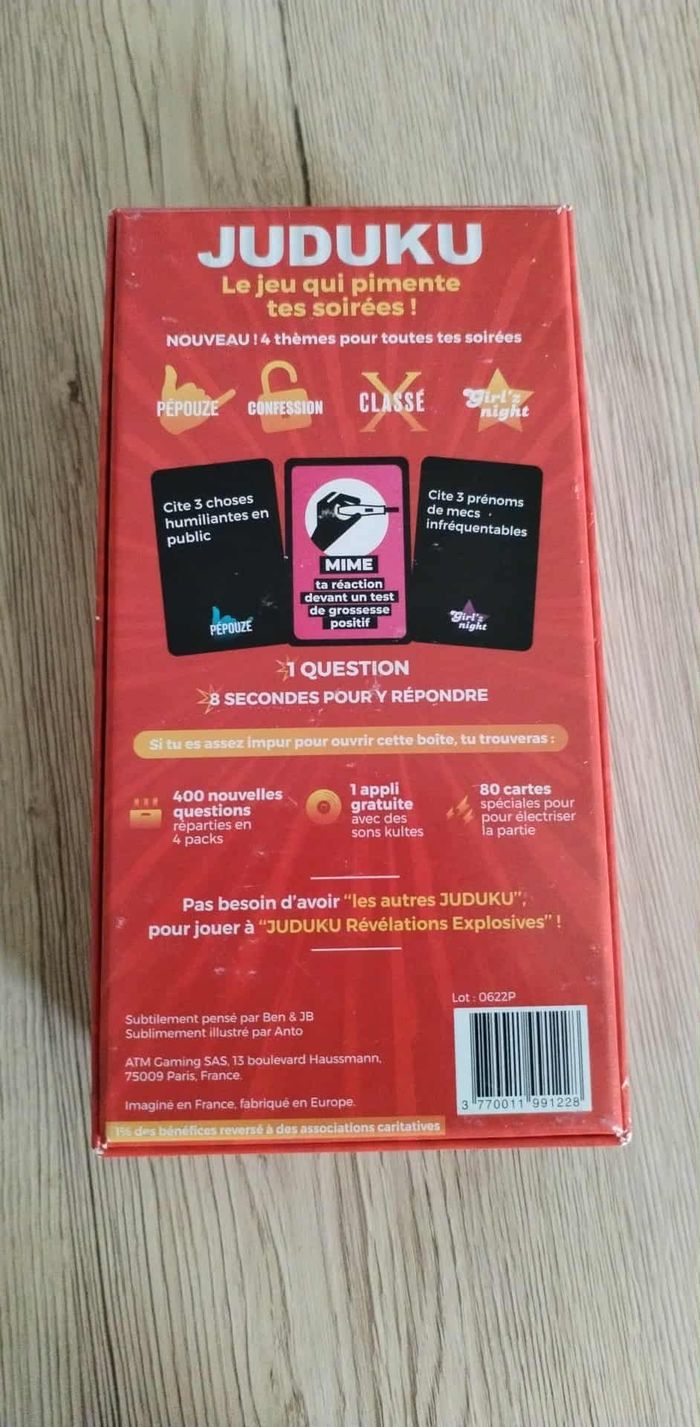 JUDUKU
Le jeu qui pimente
tes soirées !
NOUVEAU ! 4 thèmes pour toutes tes soirées
PÉPOUZE
CONFESSION
CLASSÉ X
Girl'z
night
Cite 3 choses
humiliantes en
public
PÉPOUZE
MIME
ta réaction
devant un test
de grossesse
positif
Cite 3 prénoms
de mecs
infréquentables
Girl'z
night
1 QUESTION
8 SECONDES POUR Y RÉPONDRE
Si tu es assez impur pour ouvrir cette boîte, tu trouveras :
400 nouvelles
questions
réparties en
4 packs
1 appli
gratuite
avec des
sons kultes
80 cartes
spéciales pour
pour électriser
la partie
Pas besoin d'avoir "les autres JUDUKU",
pour jouer à "JUDUKU Révélations Explosives" !
Lot : 0622P
Subtilement pensé par Ben & JB
Sublimement illustré par Anto
ATM Gaming SAS, 13 boulevard Haussmann,
75009 Paris, France.
Imaginé en France, fabriqué en Europe.
3 770011 991228
1% des bénéfices reversé à des associations caritatives